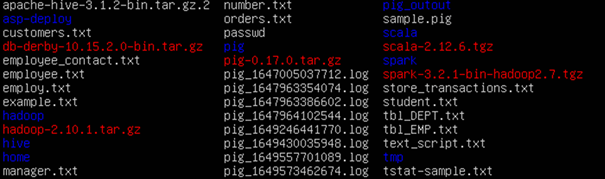 apache-hive-3.1.2-bin.tar.gz.2 number.txt pig_outout
asp-deploy orders.txt sample.pig
customers.txt passwd scala
db-derby-10.15.2.0-bin.tar.gz pig scala-2.12.6.tgz
employee_contact.txt pig-0.17.0.tar.gz spark
employee.txt pig_1647005037712.log spark-3.2.1-bin-hadoop2.7.tgz
employ.txt pig_1647963354074.log store_transactions.txt
example.txt pig_1647963386602.log student.txt
hadoop pig_1647964102544.log tbl_DEPT.txt
hadoop-2.10.1.tar.gz pig_1649246441770.log tbl_EMP.txt
hive pig_1649430035948.log text_script.txt
home pig_1649557701089.log tmp
manager.txt pig_1649573462674.log tstat-sample.txt